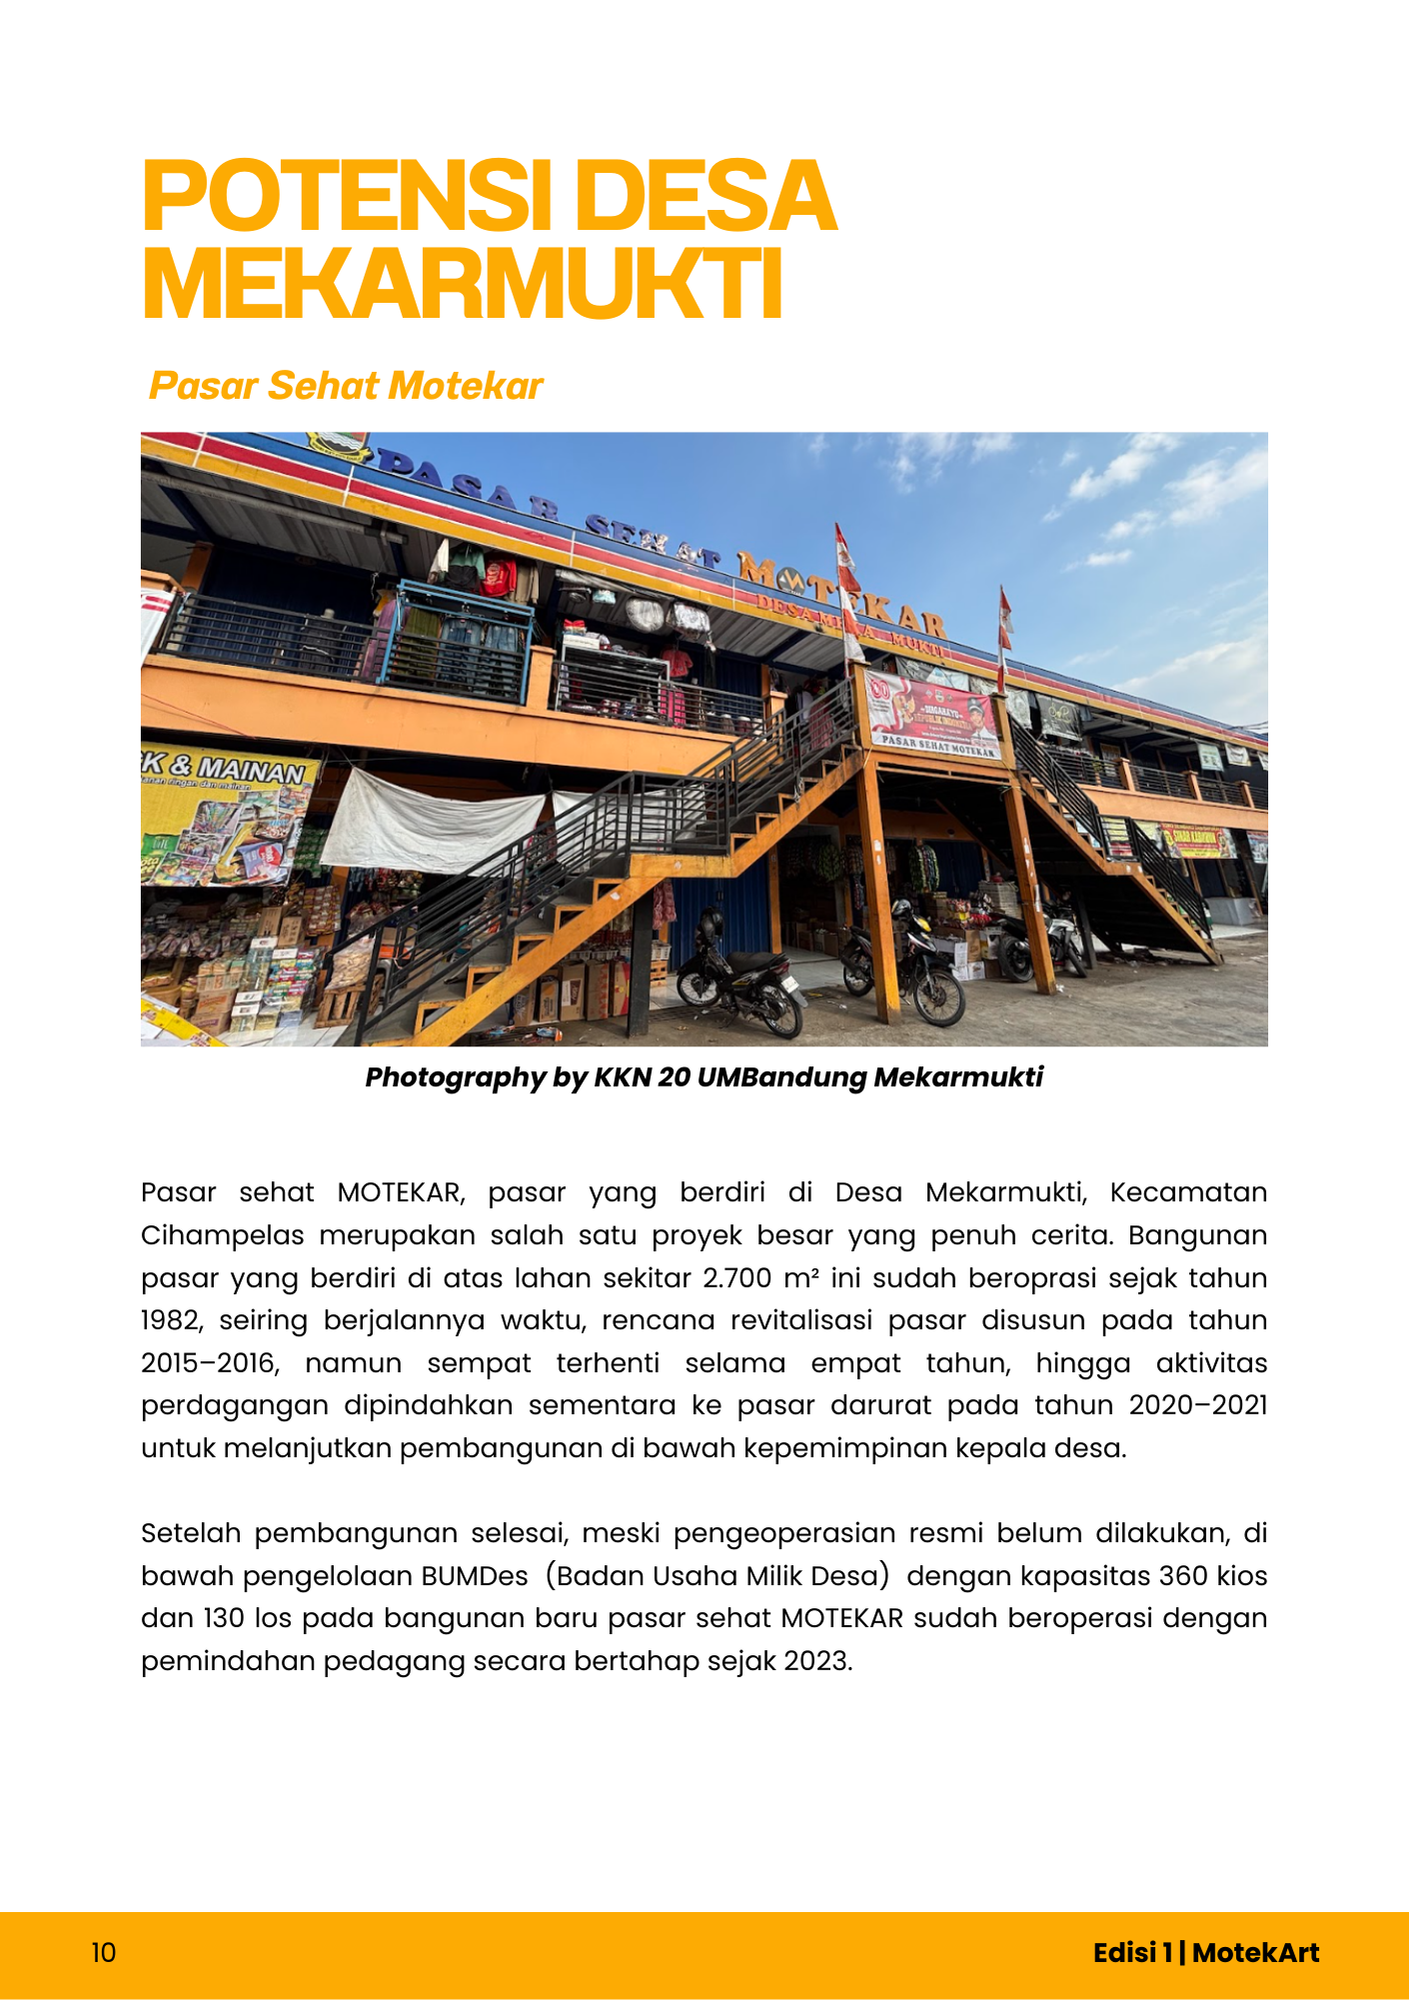 POTENSI DESA
MEKARMUKTI
Pasar Sehat Motekar
PASAR SEHAT MOTEKAR
DESA MUKTI
K & MAINAN
DIRGAHAYU
REPUBLIK INDONESIA
PASAR SEHAT MOTEKAR
Photography by KKN 20 UMBandung Mekarmukti
Pasar sehat MOTEKAR, pasar yang berdiri di Desa Mekarmukti, Kecamatan
Cihampelas merupakan salah satu proyek besar yang penuh cerita. Bangunan
pasar yang berdiri di atas lahan sekitar 2.700 m² ini sudah beroprasi sejak tahun
1982, seiring berjalannya waktu, rencana revitalisasi pasar disusun pada tahun
2015–2016, namun sempat terhenti selama empat tahun, hingga aktivitas
perdagangan dipindahkan sementara ke pasar darurat pada tahun 2020–2021
untuk melanjutkan pembangunan di bawah kepemimpinan kepala desa.
Setelah pembangunan selesai, meski pengeoperasian resmi belum dilakukan, di
bawah pengelolaan BUMDes (Badan Usaha Milik Desa) dengan kapasitas 360 kios
dan 130 los pada bangunan baru pasar sehat MOTEKAR sudah beroperasi dengan
pemindahan pedagang secara bertahap sejak 2023.
10
Edisi 1 | MotekArt